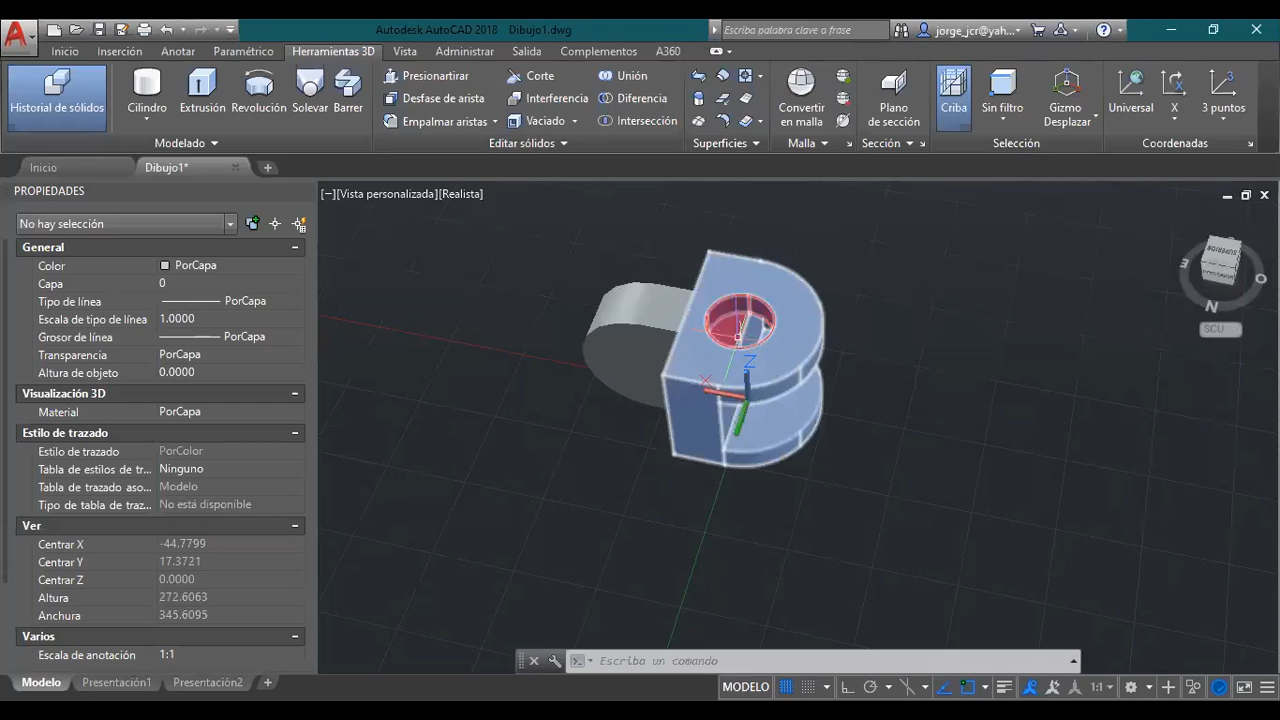 Autodesk AutoCAD 2018 Dibujo1.dwg
Escriba palabra clave o frase
jorge_jcr@yah...
Inicio Inserción Anotar Paramétrico Herramientas 3D Vista Administrar Salida Complementos A360
Historial de sólidos
Cilindro
Extrusión
Revolución
Solevar
Barrer
Presionartirar
Desfase de arista
Empalmar aristas
Corte
Interferencia
Vaciado
Unión
Diferencia
Intersección
Convertir
en malla
Plano
de sección
Criba
Sin filtro
Gizmo
Desplazar
Universal
X
3 puntos
Modelado
Editar sólidos
Superficies
Malla
Sección
Selección
Coordenadas
Inicio
Dibujo1*
PROPIEDADES
No hay selección
General
Color PorCapa
Capa 0
Tipo de línea PorCapa
Escala de tipo de línea 1.0000
Grosor de línea PorCapa
Transparencia PorCapa
Altura de objeto 0.0000
Visualización 3D
Material PorCapa
Estilo de trazado
Estilo de trazado PorColor
Tabla de estilos de tr... Ninguno
Tabla de trazado aso... Modelo
Tipo de tabla de traz... No está disponible
Ver
Centrar X -44.7799
Centrar Y 17.3721
Centrar Z 0.0000
Altura 272.6063
Anchura 345.6095
Varios
Escala de anotación 1:1
[−][Vista personalizada][Realista]
SUPERIOR
E
O
N
SCU
Z
X
Escriba un comando
Modelo Presentación1 Presentación2
MODELO
1:1